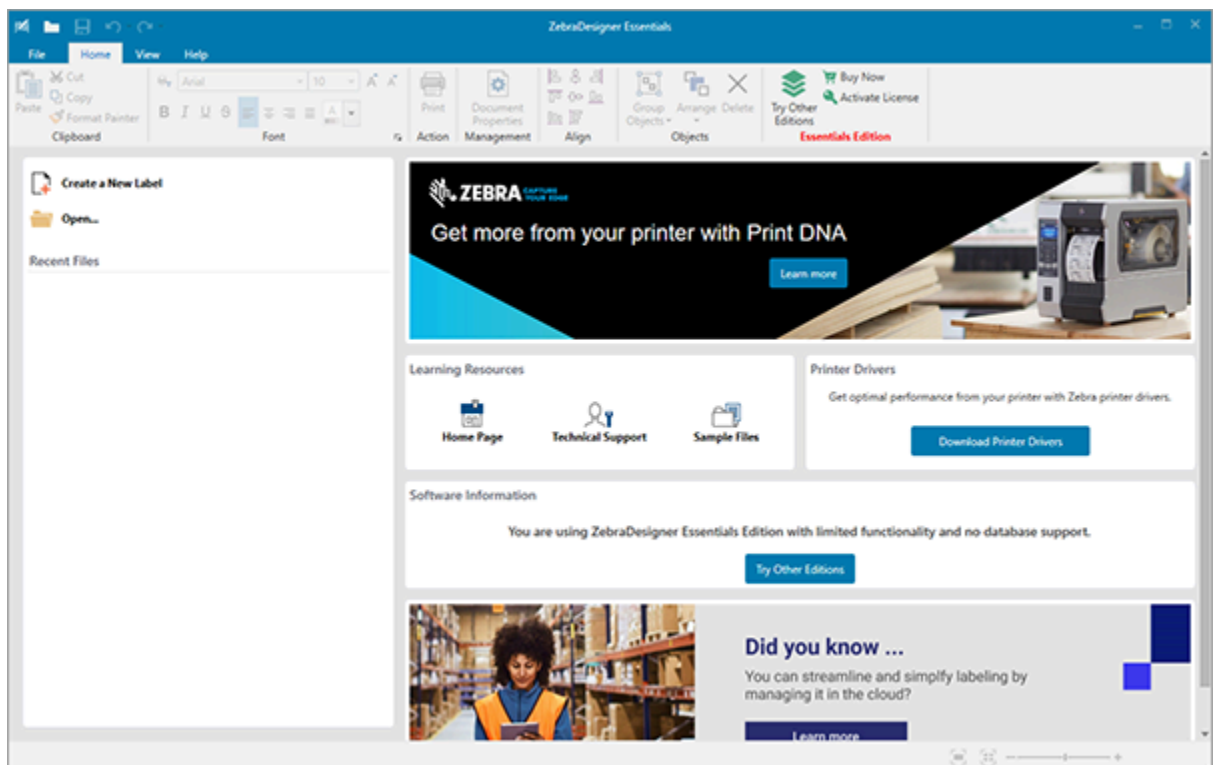 ZebraDesigner Essentials
File Home View Help
Paste
Cut
Copy
Format Painter
Clipboard
Arial 10
B I U S
Font
Print
Action
Document
Properties
Management
Align
Group
Objects
Arrange
Delete
Objects
Try Other
Editions
Buy Now
Activate License
Essentials Edition
Create a New Label
Open...
Recent Files
ZEBRA CAPTURE
YOUR EDGE
Get more from your printer with Print DNA
Learn more
Learning Resources
Home Page
Technical Support
Sample Files
Printer Drivers
Get optimal performance from your printer with Zebra printer drivers.
Download Printer Drivers
Software Information
You are using ZebraDesigner Essentials Edition with limited functionality and no database support.
Try Other Editions
Did you know ...
You can streamline and simplfy labeling by
managing it in the cloud?
Learn more